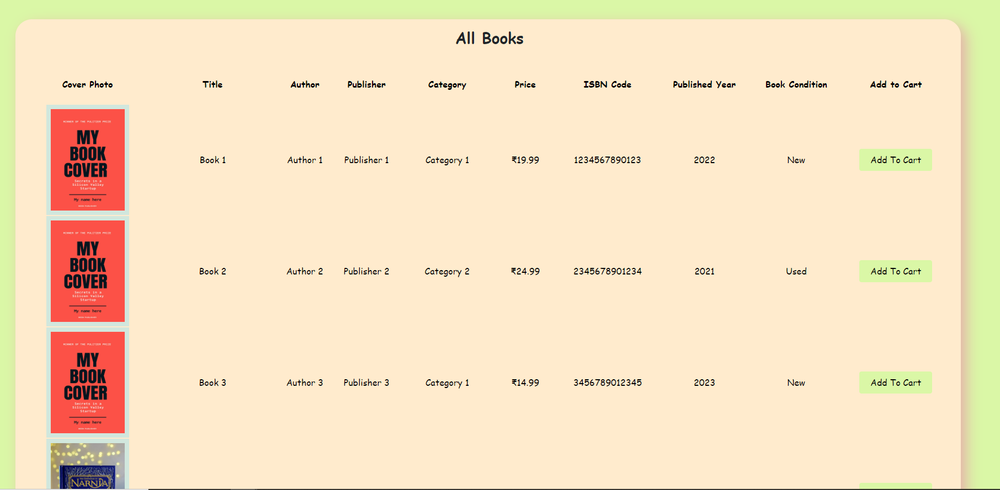 All Books
Cover Photo Title Author Publisher Category Price ISBN Code Published Year Book Condition Add to Cart
WINNER OF THE PULITZER PRIZE
MY
BOOK
COVER
Secrets in a
Silicon Valley
Startup
My name here
BOOK PUBLISHER
Book 1 Author 1 Publisher 1 Category 1 ₹19.99 1234567890123 2022 New Add To Cart
WINNER OF THE PULITZER PRIZE
MY
BOOK
COVER
Secrets in a
Silicon Valley
Startup
My name here
BOOK PUBLISHER
Book 2 Author 2 Publisher 2 Category 2 ₹24.99 2345678901234 2021 Used Add To Cart
WINNER OF THE PULITZER PRIZE
MY
BOOK
COVER
Secrets in a
Silicon Valley
Startup
My name here
BOOK PUBLISHER
Book 3 Author 3 Publisher 3 Category 1 ₹14.99 3456789012345 2023 New Add To Cart
NARNIA